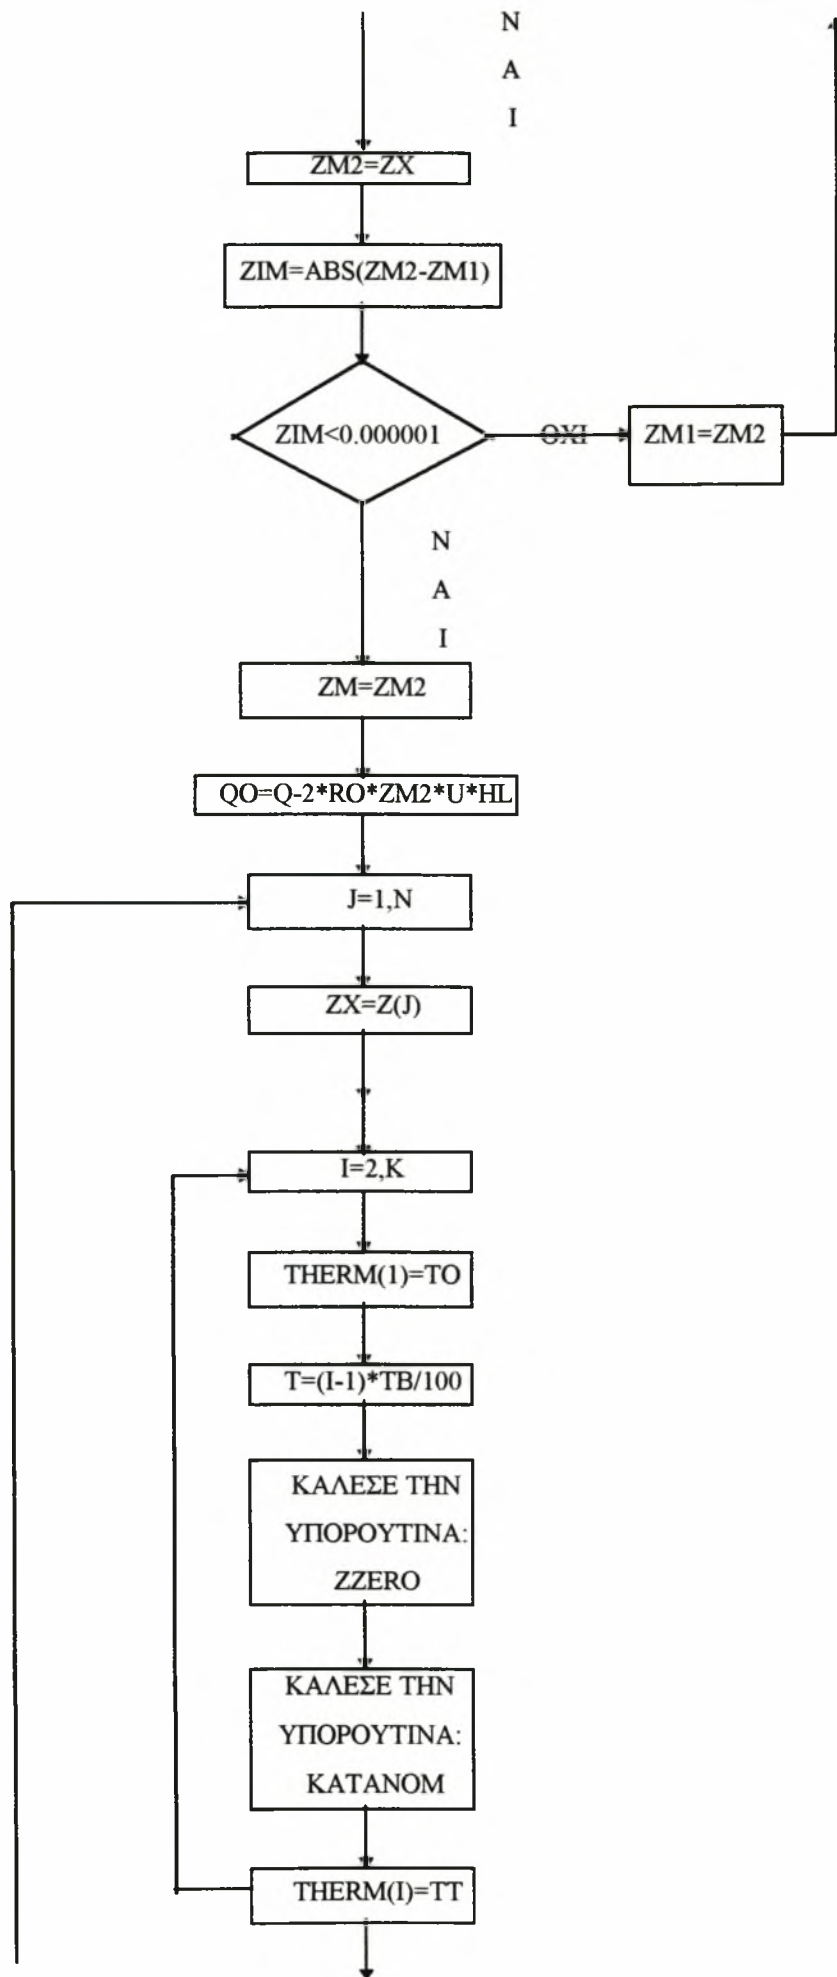 Ν
Α
Ι
ZM2=ZX
ZIM=ABS(ZM2-ZM1)
ZIM<0.000001
ΟΧΙ
ZM1=ZM2
Ν
Α
Ι
ZM=ZM2
QO=Q-2*RO*ZM2*U*HL
J=1,N
ZX=Z(J)
I=2,K
THERM(1)=TO
T=(I-1)*TB/100
ΚΑΛΕΣΕ ΤΗΝ
ΥΠΟΡΟΥΤΙΝΑ:
ZZERO
ΚΑΛΕΣΕ ΤΗΝ
ΥΠΟΡΟΥΤΙΝΑ:
KATANOM
THERM(I)=TT